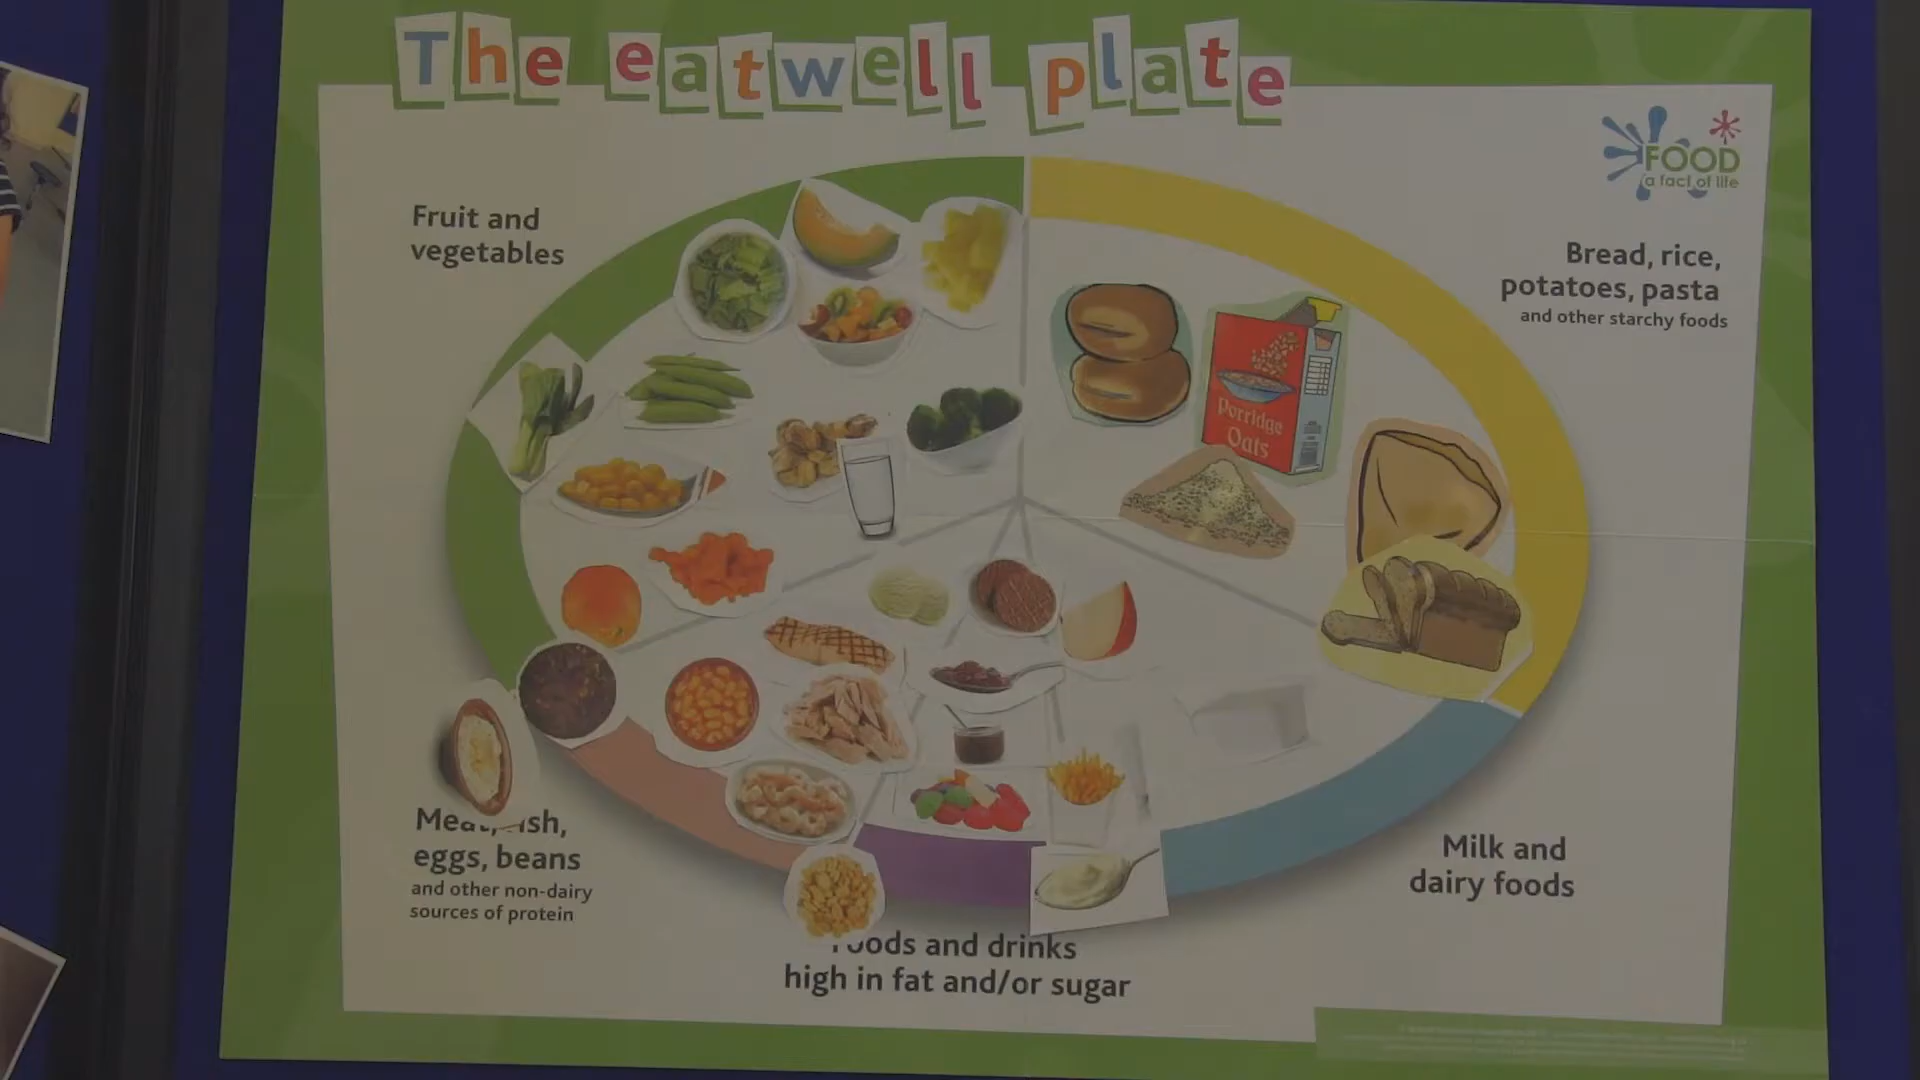 The eatwell plate
FOOD
a fact of life
Fruit and
vegetables
Bread, rice,
potatoes, pasta
and other starchy foods
Porridge
Oats
eggs, beans
and other non-dairy
sources of protein
Milk and
dairy foods
and drinks
high in fat and/or sugar